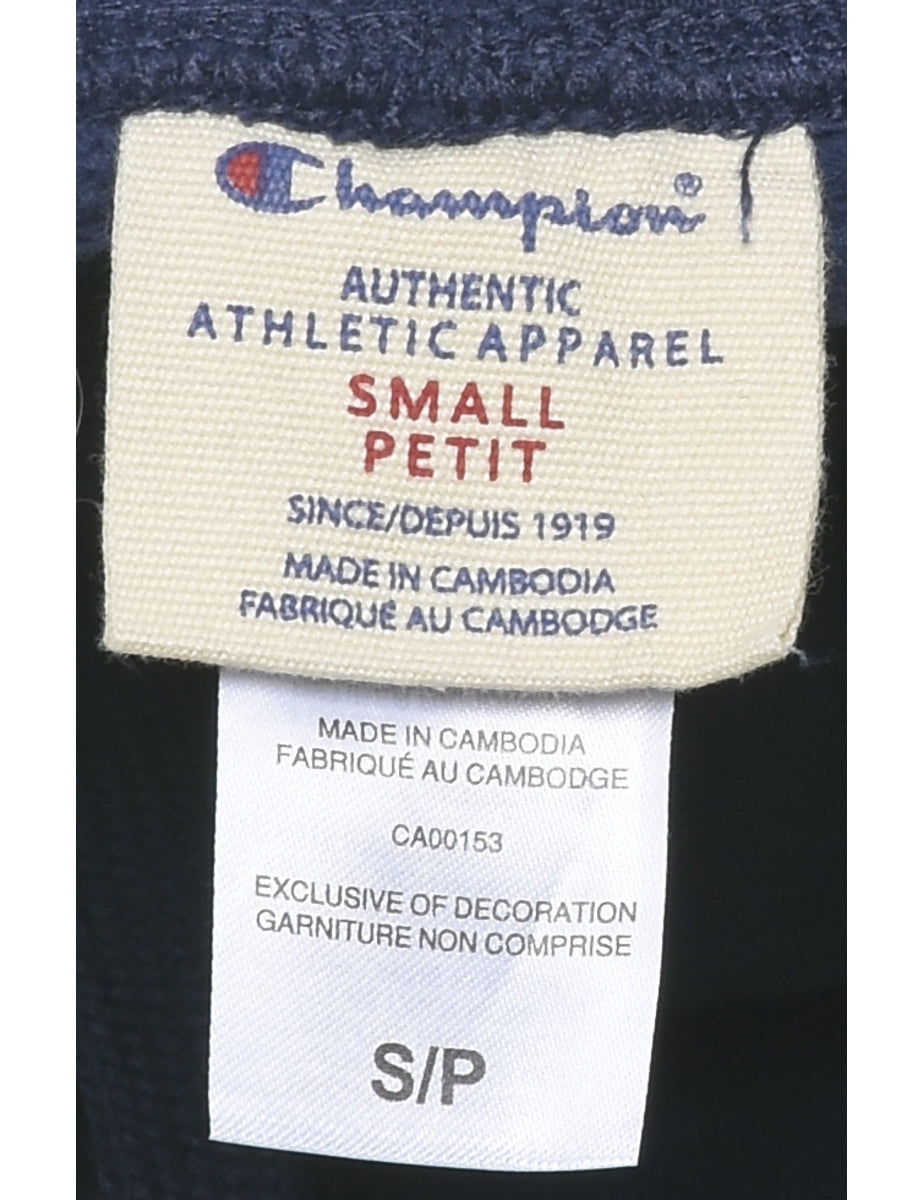 Champion®
AUTHENTIC
ATHLETIC APPAREL
SMALL
PETIT
SINCE/DEPUIS 1919
MADE IN CAMBODIA
FABRIQUÉ AU CAMBODGE
MADE IN CAMBODIA
FABRIQUÉ AU CAMBODGE
CA00153
EXCLUSIVE OF DECORATION
GARNITURE NON COMPRISE
S/P